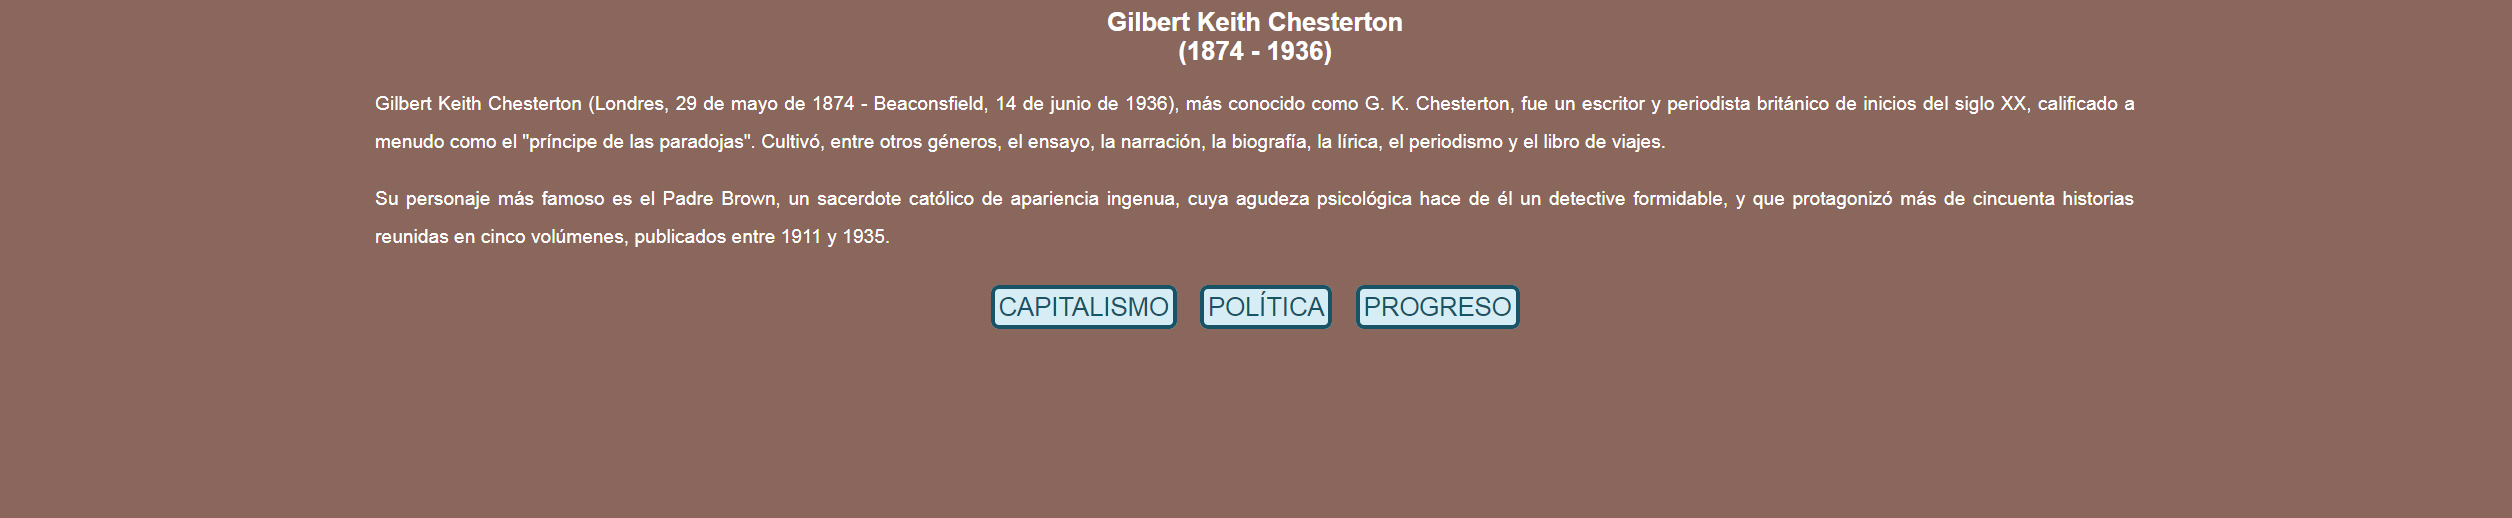 Gilbert Keith Chesterton
(1874 - 1936)
Gilbert Keith Chesterton (Londres, 29 de mayo de 1874 - Beaconsfield, 14 de junio de 1936), más conocido como G. K. Chesterton, fue un escritor y periodista británico de inicios del siglo XX, calificado a
menudo como el "príncipe de las paradojas". Cultivó, entre otros géneros, el ensayo, la narración, la biografía, la lírica, el periodismo y el libro de viajes.
Su personaje más famoso es el Padre Brown, un sacerdote católico de apariencia ingenua, cuya agudeza psicológica hace de él un detective formidable, y que protagonizó más de cincuenta historias
reunidas en cinco volúmenes, publicados entre 1911 y 1935.
CAPITALISMO POLÍTICA PROGRESO